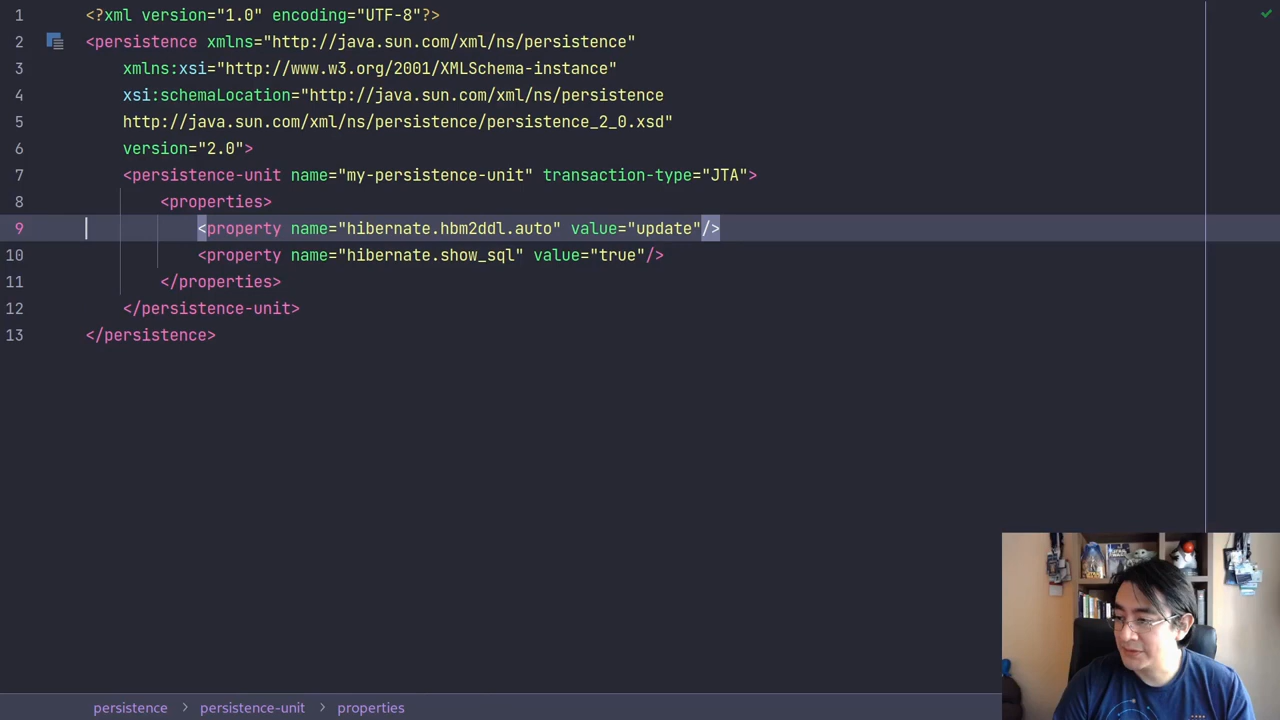 1 <?xml version="1.0" encoding="UTF-8"?>
2 <persistence xmlns="http://java.sun.com/xml/ns/persistence"
3 xmlns:xsi="http://www.w3.org/2001/XMLSchema-instance"
4 xsi:schemaLocation="http://java.sun.com/xml/ns/persistence
5 http://java.sun.com/xml/ns/persistence/persistence_2_0.xsd"
6 version="2.0">
7 <persistence-unit name="my-persistence-unit" transaction-type="JTA">
8 <properties>
9 <property name="hibernate.hbm2ddl.auto" value="update"/>
10 <property name="hibernate.show_sql" value="true"/>
11 </properties>
12 </persistence-unit>
13 </persistence>
persistence > persistence-unit > properties